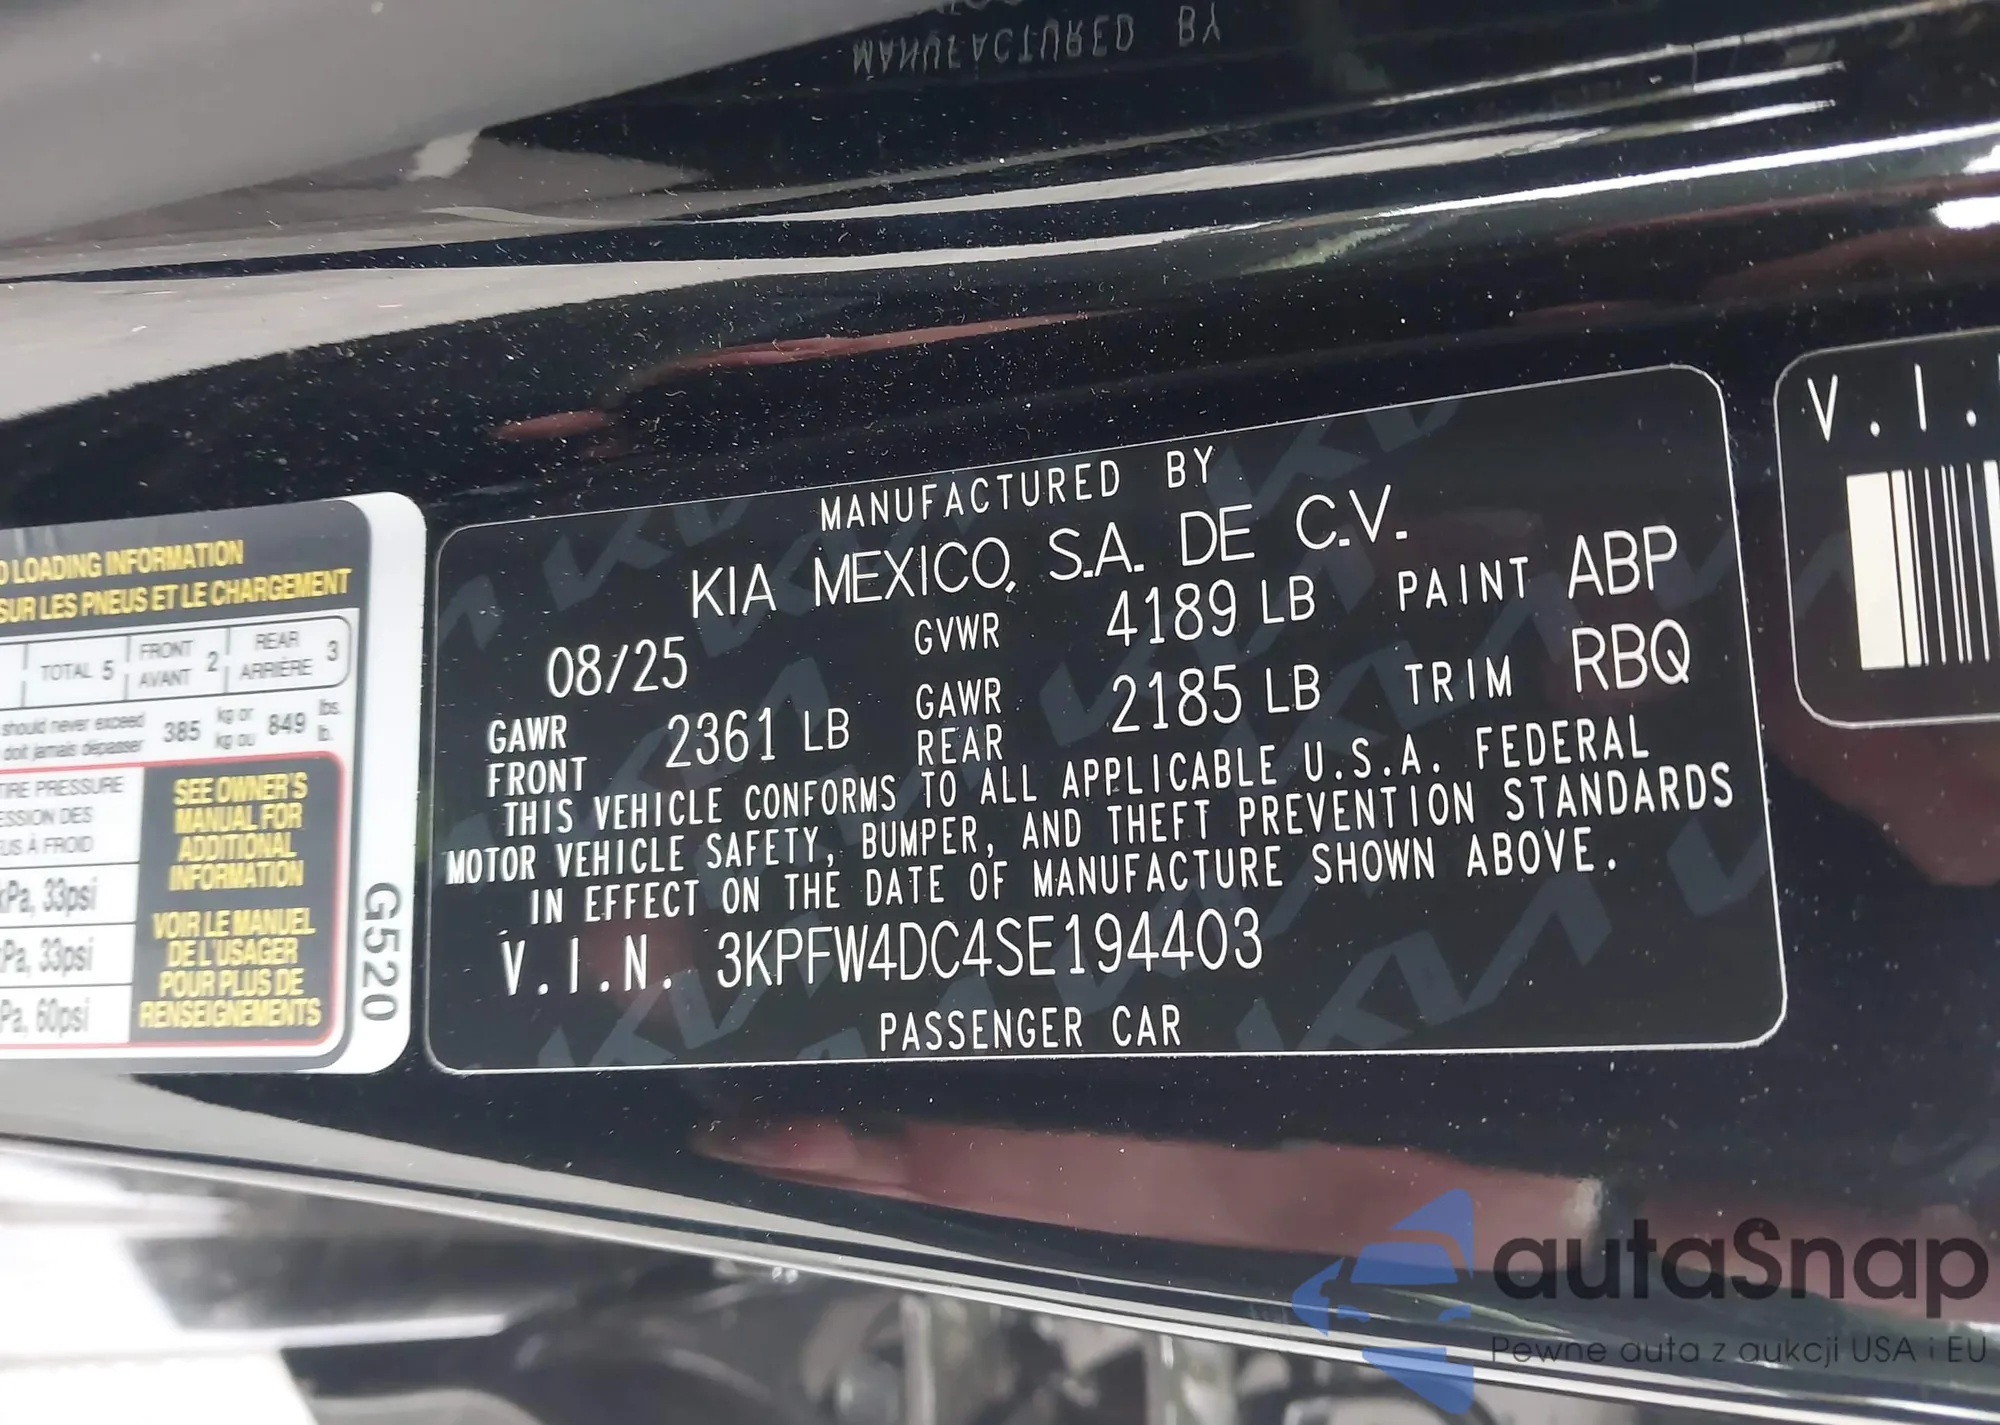 MANUFACTURED BY
D LOADING INFORMATION
SUR LES PNEUS ET LE CHARGEMENT
TOTAL 5
FRONT
AVANT 2
REAR
ARRIÈRE 3
should never exceed
doit jamais dépasser
385 kg or
kg ou 849 lbs.
lb.
IRE PRESSURE
ESSION DES
US À FROID
kPa, 33psi
kPa, 33psi
Pa, 60psi
SEE OWNER'S
MANUAL FOR
ADDITIONAL
INFORMATION
VOIR LE MANUEL
DE L'USAGER
POUR PLUS DE
RENSEIGNEMENTS
G520
MANUFACTURED BY
KIA MEXICO, S.A. DE C.V.
08/25 GVWR 4189 LB PAINT ABP
GAWR
FRONT 2361 LB GAWR
REAR 2185 LB TRIM RBQ
THIS VEHICLE CONFORMS TO ALL APPLICABLE U.S.A. FEDERAL
MOTOR VEHICLE SAFETY, BUMPER, AND THEFT PREVENTION STANDARDS
IN EFFECT ON THE DATE OF MANUFACTURE SHOWN ABOVE.
V.I.N. 3KPFW4DC4SE194403
PASSENGER CAR
V.I.
autaSnap
Pewne auta z aukcji USA i EU